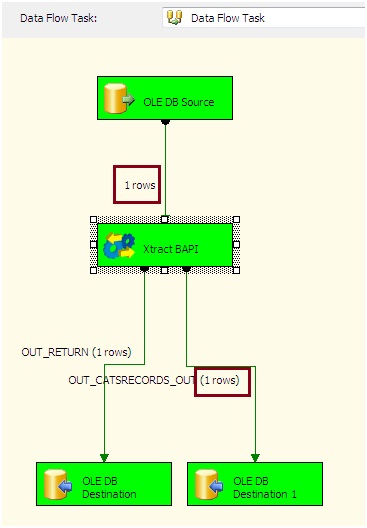 Data Flow Task:
Data Flow Task
OLE DB Source
1 rows
Xtract BAPI
OUT_RETURN (1 rows)
OUT_CATSRECORDS_OUT (1 rows)
OLE DB
Destination
OLE DB
Destination 1